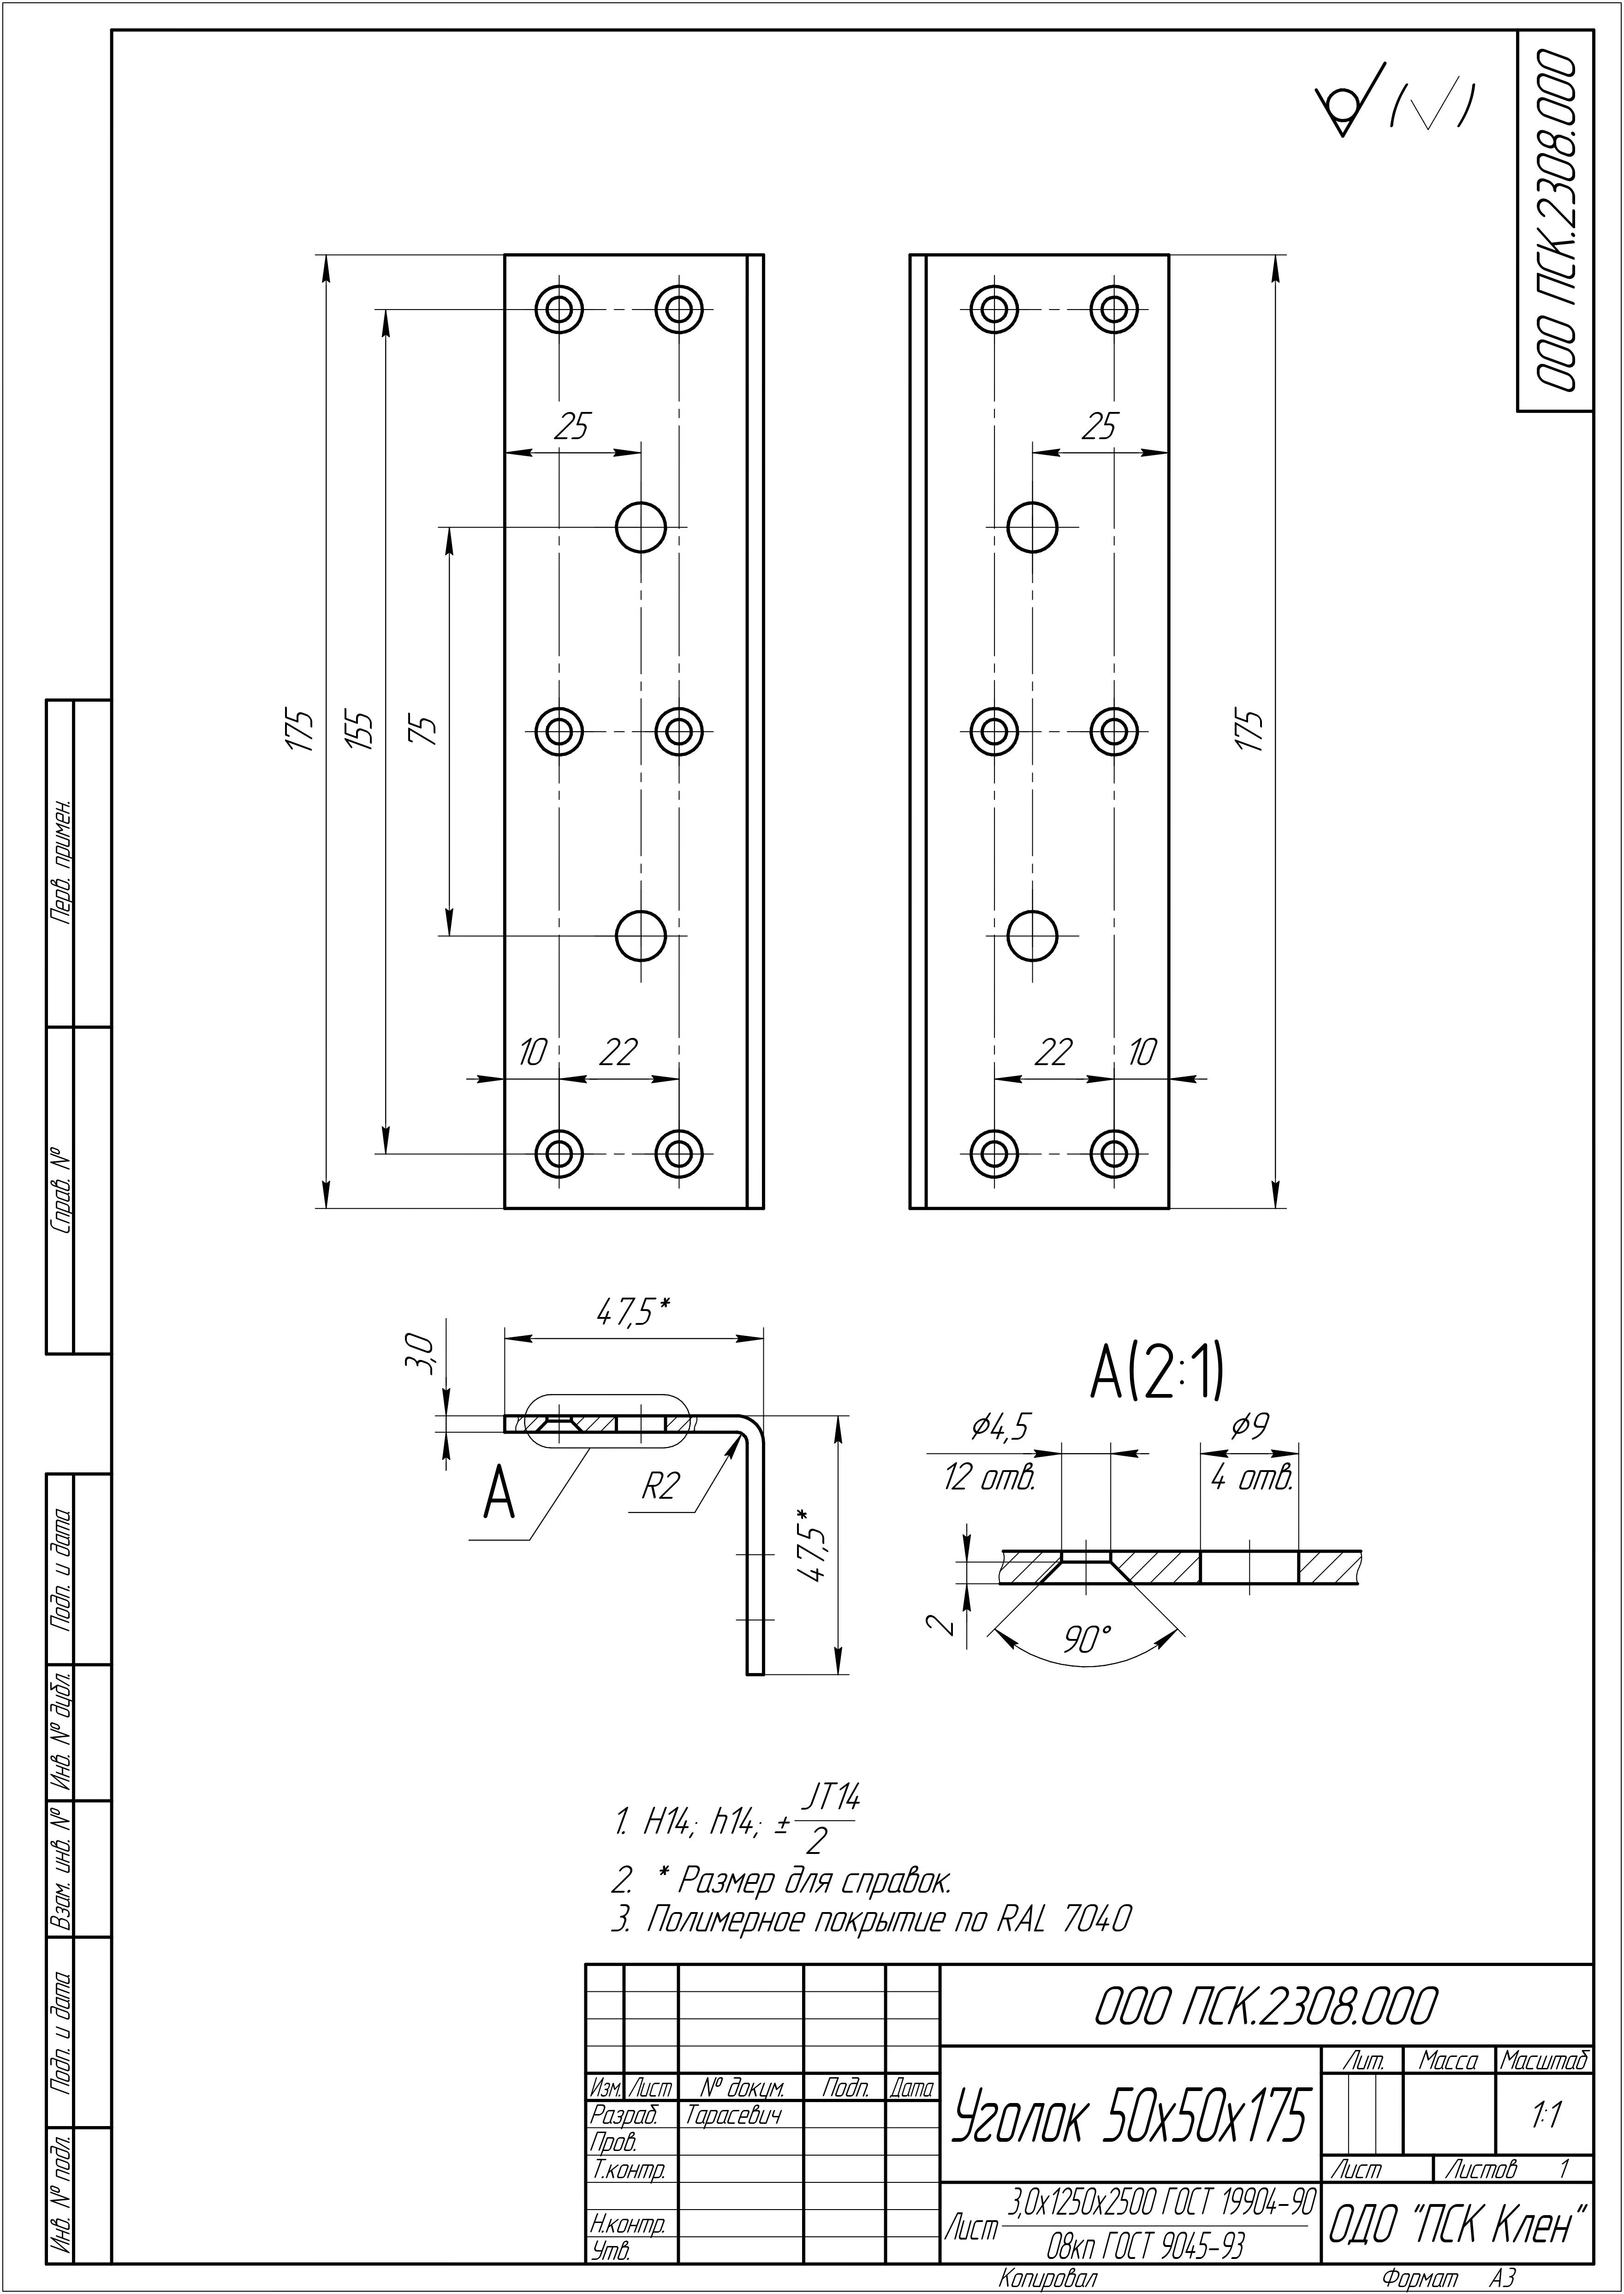 ООО ПСК.2308.000
25
25
175
155
75
175
10
22
22
10
47,5*
3,0
А
R2
47,5*
А(2:1)
⌀4,5
12 отв.
⌀9
4 отв.
2
90°
1. H14; h14; ± JT14
2
2. * Размер для справок.
3. Полимерное покрытие по RAL 7040
Перв. примен.
Справ. №
Подп. и дата
Инв. № дубл.
Взам. инв. №
Подп. и дата
Инв. № подл.
ООО ПСК.2308.000
Изм. Лист № докум. Подп. Дата
Разраб. Тарасевич
Пров.
Т.контр.
Н.контр.
Утв.
Уголок 50х50х175
Лит. Масса Масштаб
1:1
Лист Листов 1
Лист 3,0х1250х2500 ГОСТ 19904-90
08кп ГОСТ 9045-93
ОДО "ПСК Клен"
Копировал Формат А3